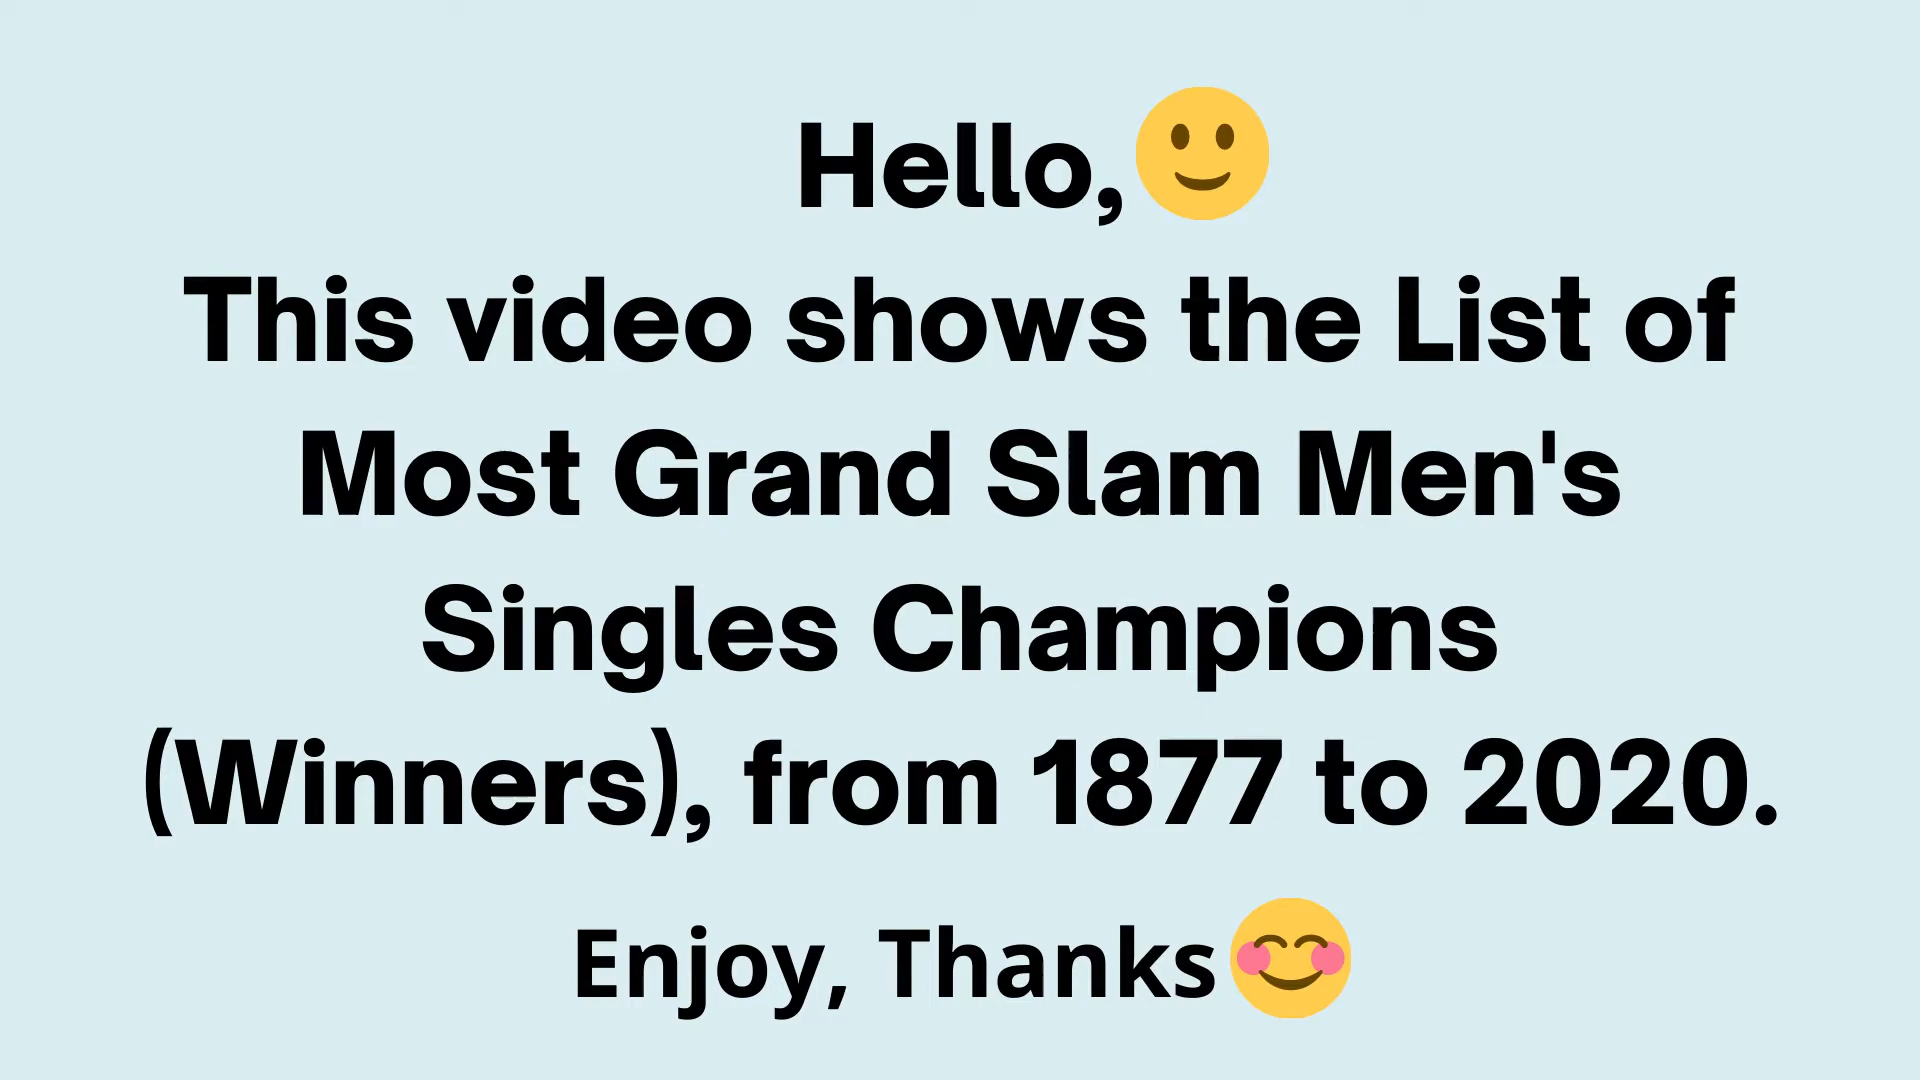 Hello,🙂
This video shows the List of
Most Grand Slam Men's
Singles Champions
(Winners), from 1877 to 2020.
Enjoy, Thanks😊